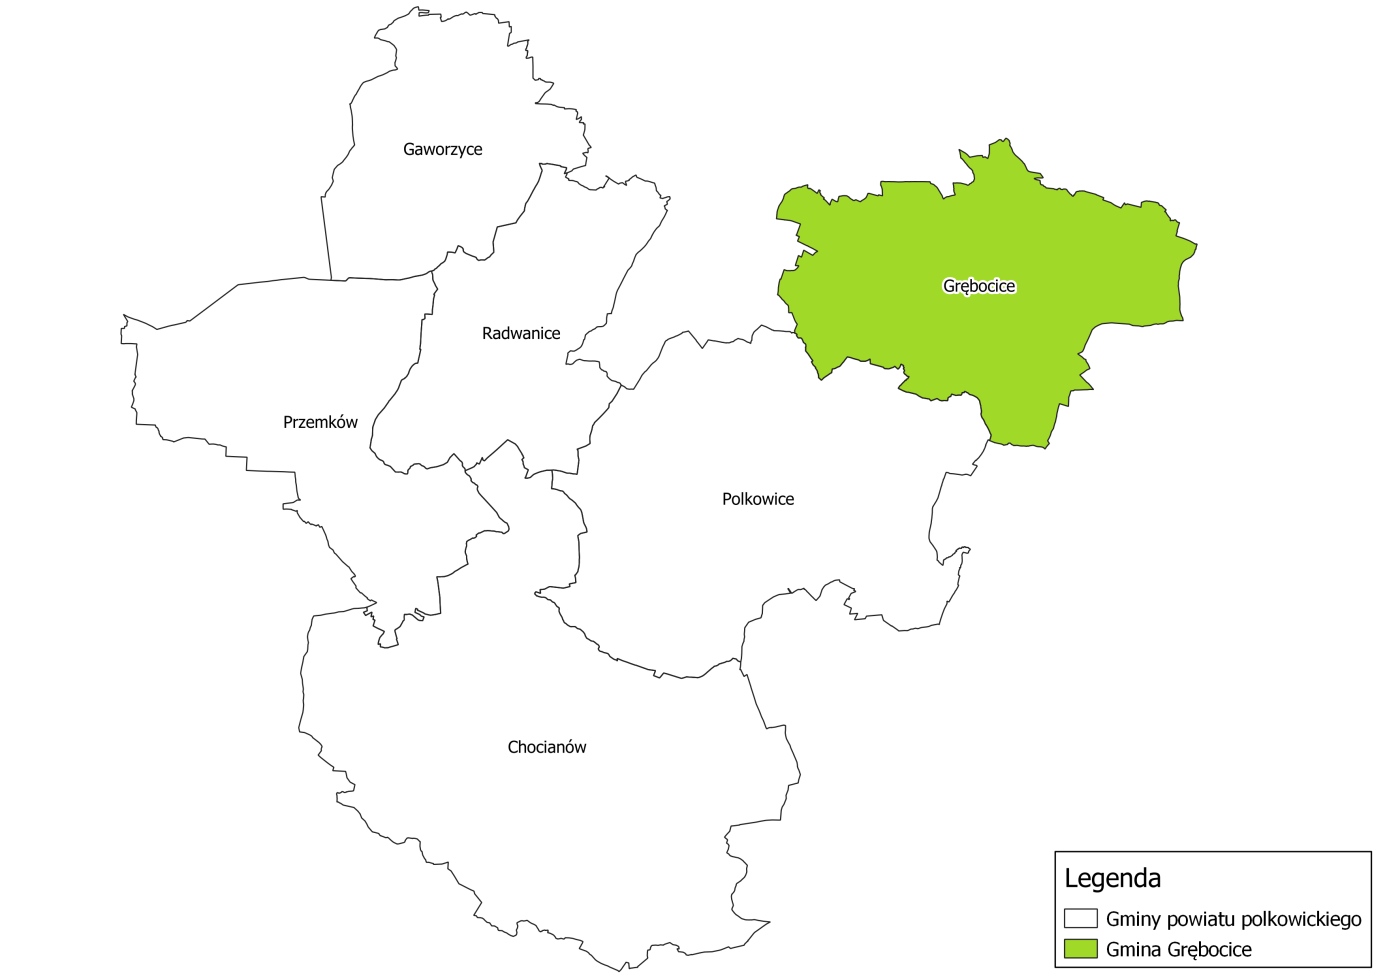 Gaworzyce
Grębocice
Radwanice
Przemków
Polkowice
Chocianów
Legenda
Gminy powiatu polkowickiego
Gmina Grębocice